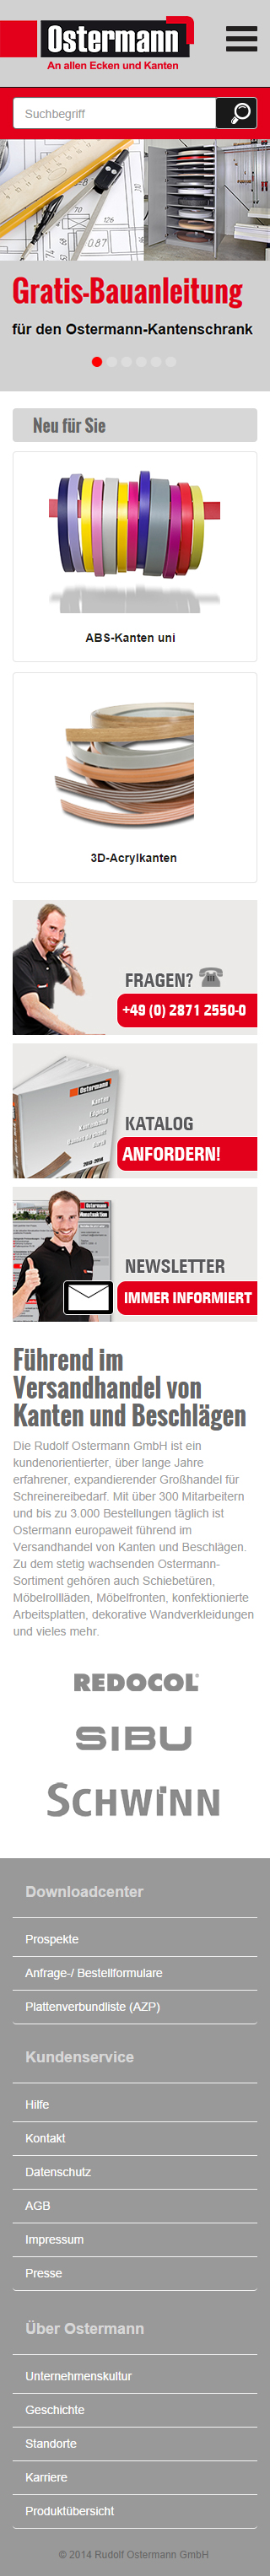 Ostermann
An allen Ecken und Kanten
Suchbegriff
Gratis-Bauanleitung
für den Ostermann-Kantenschrank
Neu für Sie
ABS-Kanten uni
3D-Acrylkanten
FRAGEN?
+49 (0) 2871 2550-0
Ostermann
KATALOG
ANFORDERN!
Ostermann
NEWSLETTER
IMMER INFORMIERT
Führend im
Versandhandel von
Kanten und Beschlägen
Die Rudolf Ostermann GmbH ist ein
kundenorientierter, über lange Jahre
erfahrener, expandierender Großhandel für
Schreinereibedarf. Mit über 300 Mitarbeitern
und bis zu 3.000 Bestellungen täglich ist
Ostermann europaweit führend im
Versandhandel von Kanten und Beschlägen.
Zu dem stetig wachsenden Ostermann-
Sortiment gehören auch Schiebetüren,
Möbelrollläden, Möbelfronten, konfektionierte
Arbeitsplatten, dekorative Wandverkleidungen
und vieles mehr.
REDOCOL®
SIBU
SCHWiNN
Downloadcenter
Prospekte
Anfrage-/ Bestellformulare
Plattenverbundliste (AZP)
Kundenservice
Hilfe
Kontakt
Datenschutz
AGB
Impressum
Presse
Über Ostermann
Unternehmenskultur
Geschichte
Standorte
Karriere
Produktübersicht
© 2014 Rudolf Ostermann GmbH